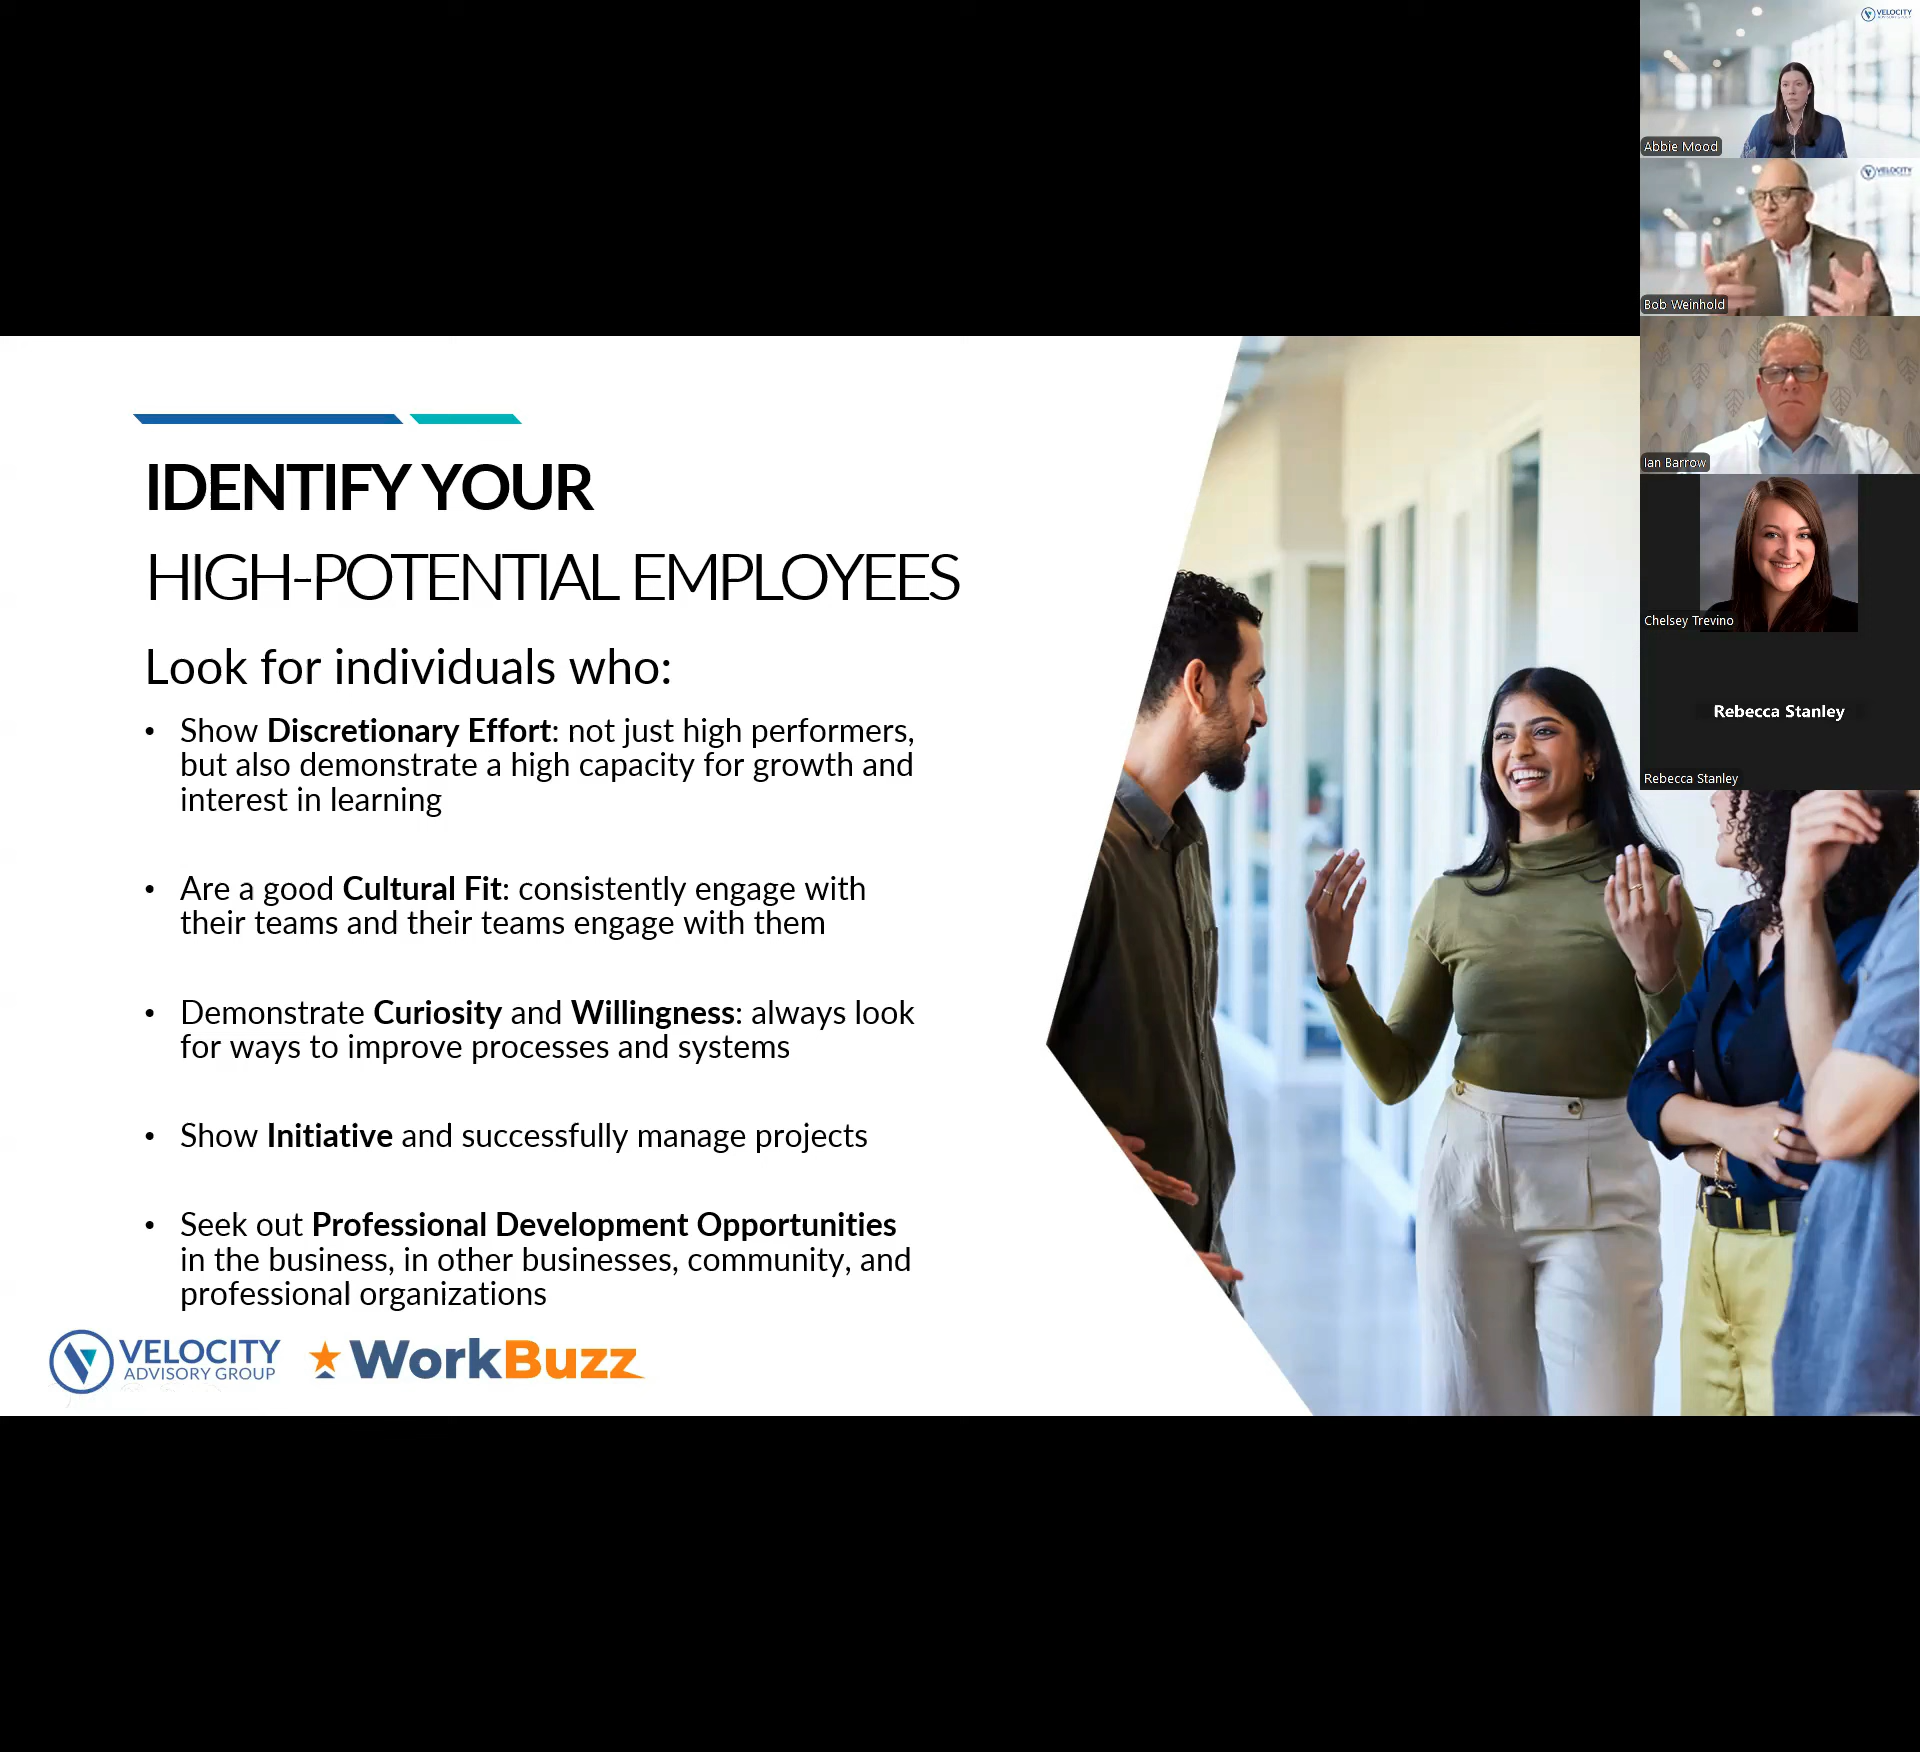 VELOCITY
Abbie Mood
VELOCITY
Bob Weinhold
Ian Barrow
Chelsey Trevino
Rebecca Stanley
Rebecca Stanley
IDENTIFY YOUR
HIGH-POTENTIAL EMPLOYEES
Look for individuals who:
• Show Discretionary Effort: not just high performers,
but also demonstrate a high capacity for growth and
interest in learning
• Are a good Cultural Fit: consistently engage with
their teams and their teams engage with them
• Demonstrate Curiosity and Willingness: always look
for ways to improve processes and systems
• Show Initiative and successfully manage projects
• Seek out Professional Development Opportunities
in the business, in other businesses, community, and
professional organizations
VELOCITY
ADVISORY GROUP
WorkBuzz